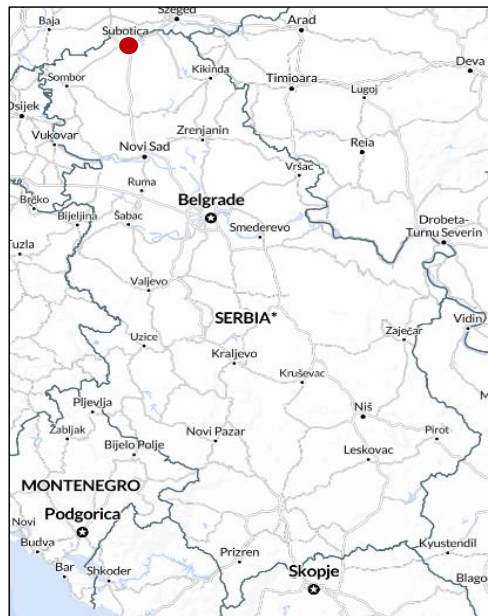 Szeged
Baja
Subotica
Arad
Deva
Sombor
Kikinda
Timioara
Lugoj
Osijek
Vukovar
Zrenjanin
Novi Sad
Reia
Ruma
Vršac
Brčko
Bijeljina
Šabac
Belgrade
Smederevo
Drobeta-
Turnu Severin
Tuzla
Valjevo
SERBIA*
Vidin
Uzice
Zaječar
Kraljevo
Kruševac
Pljevlja
Niš
Žabljak
Bijelo Polje
Novi Pazar
Pirot
Leskovac
MONTENEGRO
Podgorica
Novi
Budva
Prizren
Kyustendil
Bar
Shkoder
Skopje
Blago